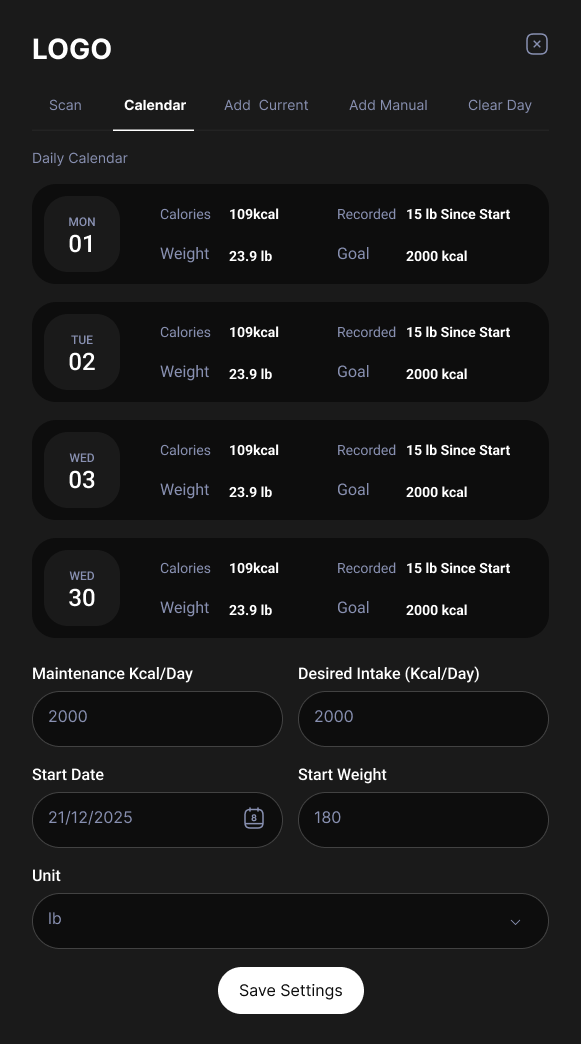 LOGO
Scan Calendar Add Current Add Manual Clear Day
Daily Calendar
MON
01
Calories 109kcal Recorded 15 lb Since Start
Weight 23.9 lb Goal 2000 kcal
TUE
02
Calories 109kcal Recorded 15 lb Since Start
Weight 23.9 lb Goal 2000 kcal
WED
03
Calories 109kcal Recorded 15 lb Since Start
Weight 23.9 lb Goal 2000 kcal
WED
30
Calories 109kcal Recorded 15 lb Since Start
Weight 23.9 lb Goal 2000 kcal
Maintenance Kcal/Day Desired Intake (Kcal/Day)
2000 2000
Start Date Start Weight
21/12/2025 8 180
Unit
lb
Save Settings